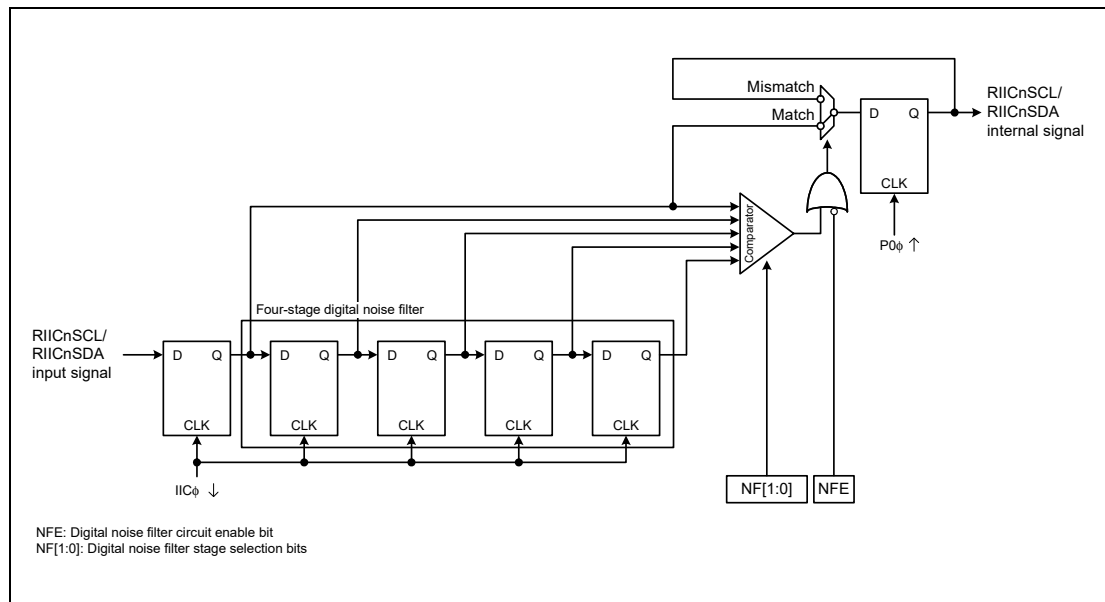 Mismatch
Match
RIICnSCL/
RIICnSDA
internal signal
D Q
CLK
P0ϕ ↑
Comparator
Four-stage digital noise filter
RIICnSCL/
RIICnSDA
input signal
D Q D Q D Q D Q D Q
CLK CLK CLK CLK CLK
IICϕ ↓
NF[1:0] NFE
NFE: Digital noise filter circuit enable bit
NF[1:0]: Digital noise filter stage selection bits